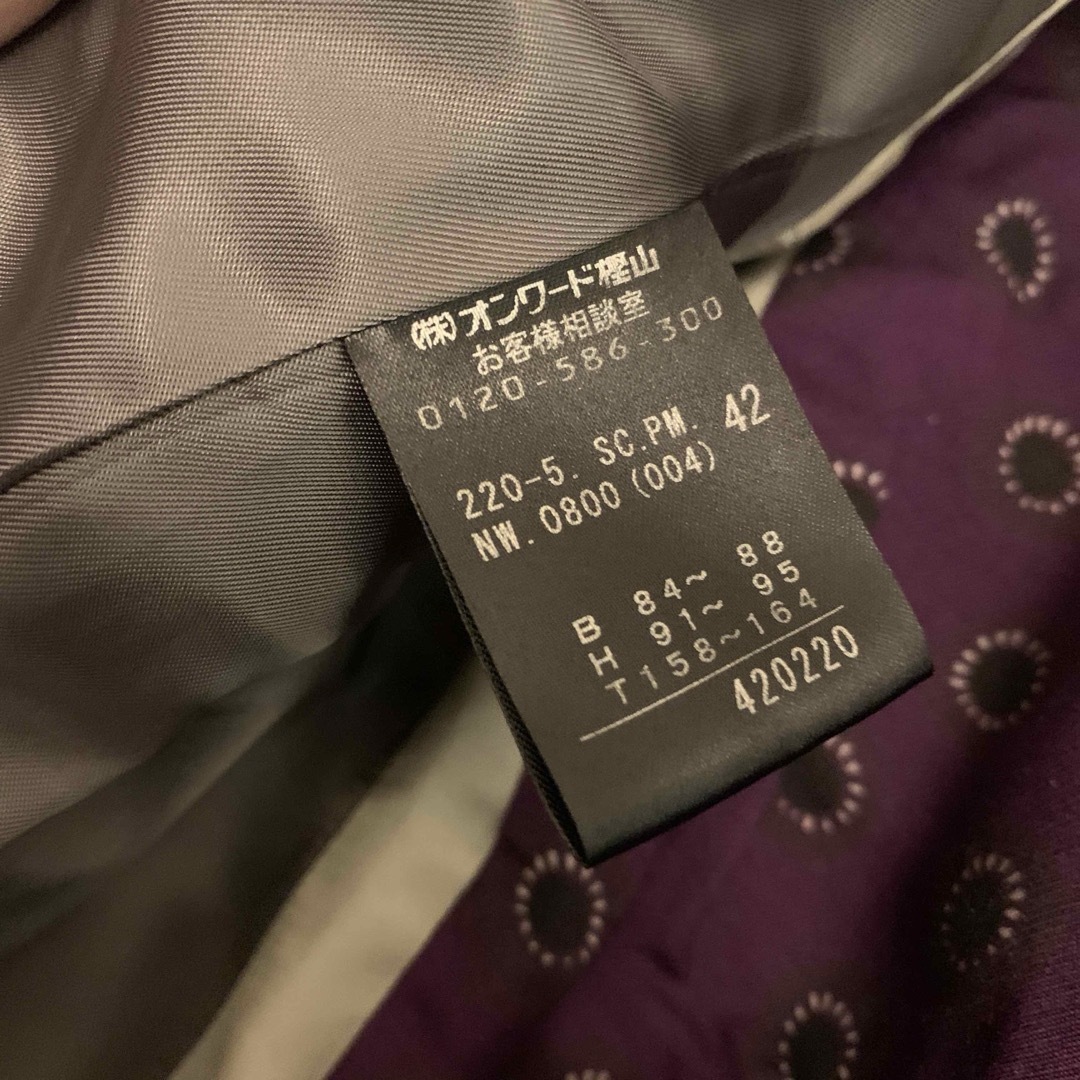 (株)オンワード樫山
お客様相談室
0120-586-300
220-5. SC.PM. 42
NW. 0800(004)
B 84~ 88
H 91~ 95
T 158~164
420220